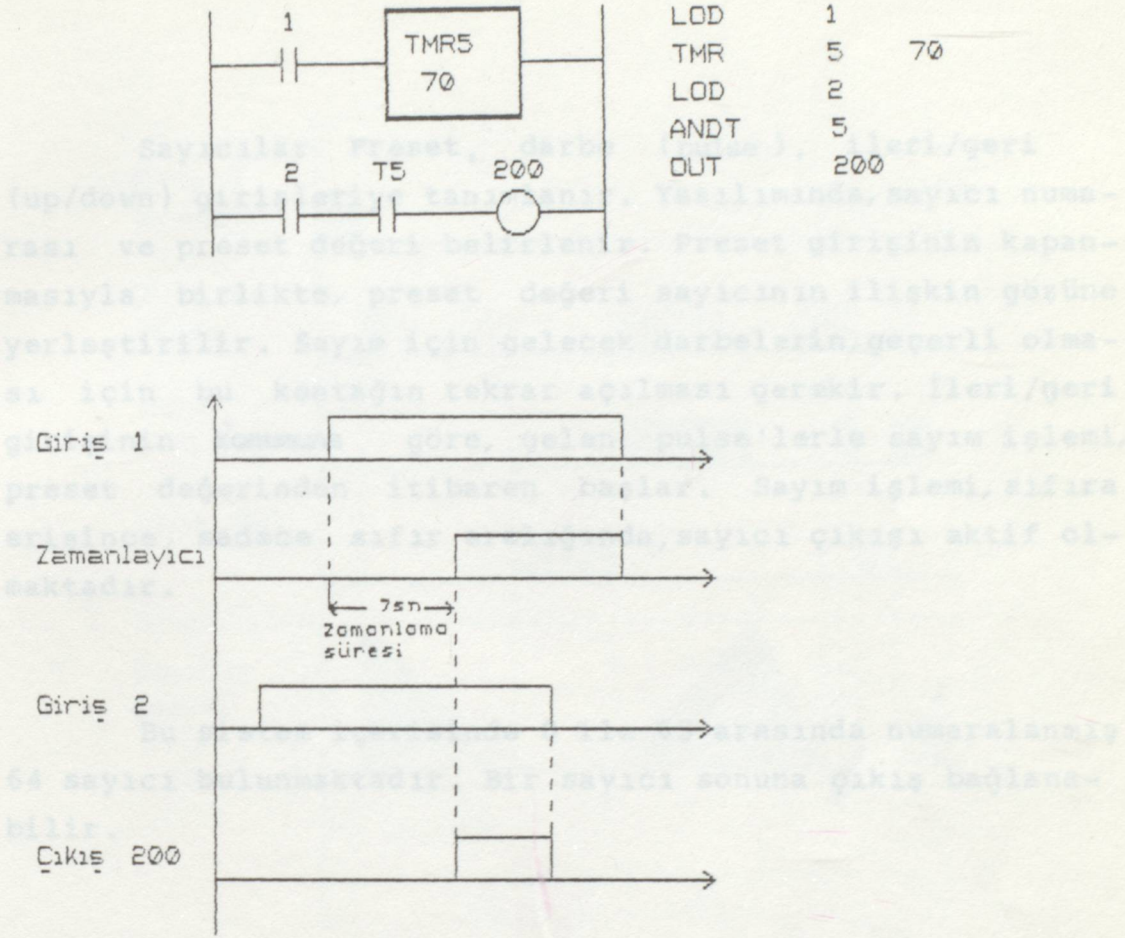 1
TMR5
70
LOD 1
TMR 5 70
LOD 2
ANDT 5
OUT 200
2 T5 200
Sayıcılar Preset, darbe (pulse), ileri/geri
(up/down) girişleriyle tanımlanır. Yazılımında, sayıcı numa-
rası ve preset değeri belirlenir. Preset girişinin kapan-
masıyla birlikte, preset değeri sayıcının ilişkin gözüne
yerleştirilir. Sayım için gelecek darbelerin, geçerli olma-
sı için bu kontağın tekrar açılması gerekir. İleri/geri
girişinin konumuna göre, gelen pulse'lerle sayım işlemi,
preset değerinden itibaren başlar. Sayım işlemi, sıfıra
erişince, sadece sıfır aralığında, sayıcı çıkışı aktif ol-
maktadır.
Giriş 1
Zamanlayıcı
7sn
Zamanlama
süresi
Giriş 2
Bu sistem içerisinde 0 ile 63 arasında numaralanmış
64 sayıcı bulunmaktadır. Bir sayıcı sonuna çıkış bağlana-
bilir.
Çıkış 200